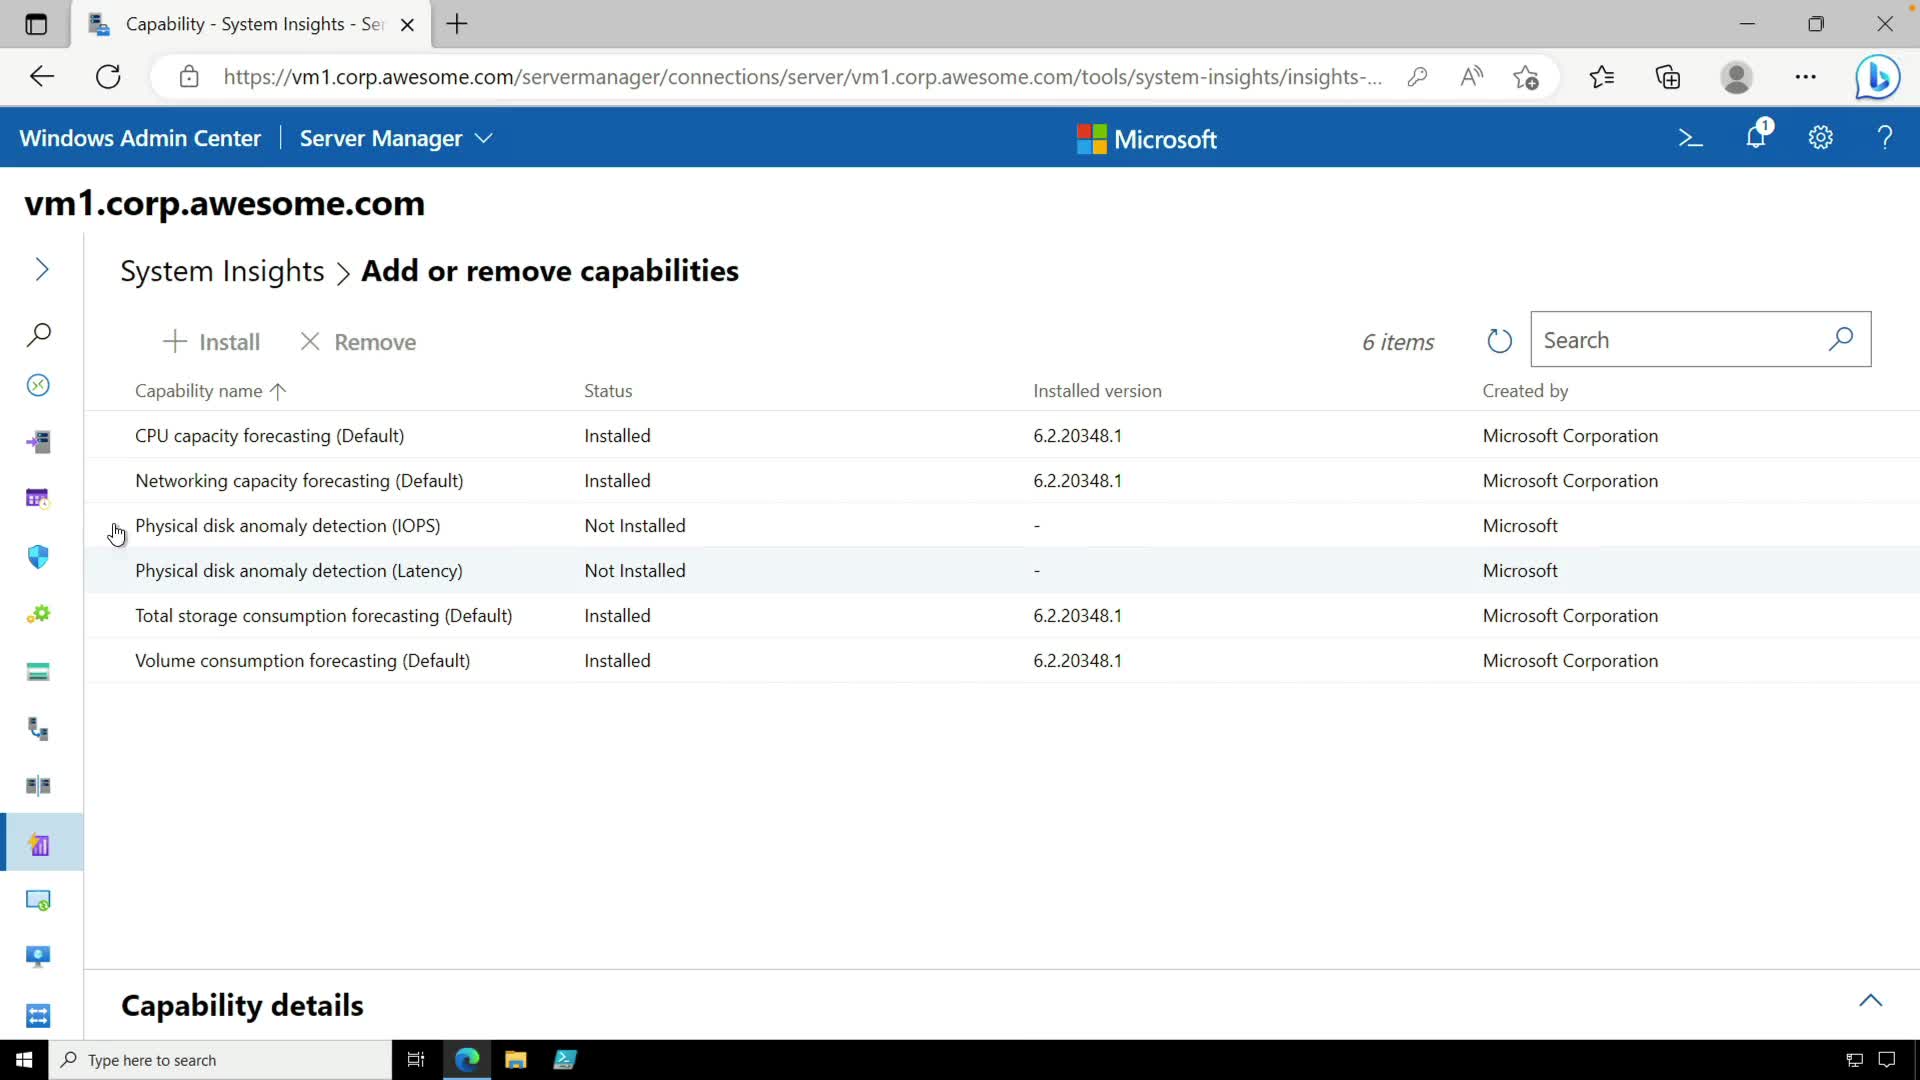 Capability - System Insights - Ser
https://vm1.corp.awesome.com/servermanager/connections/server/vm1.corp.awesome.com/tools/system-insights/insights-...
Windows Admin Center
Server Manager
Microsoft
1
vm1.corp.awesome.com
System Insights > Add or remove capabilities
Install
Remove
6 items
Search
Capability name Status Installed version Created by
CPU capacity forecasting (Default) Installed 6.2.20348.1 Microsoft Corporation
Networking capacity forecasting (Default) Installed 6.2.20348.1 Microsoft Corporation
Physical disk anomaly detection (IOPS) Not Installed - Microsoft
Physical disk anomaly detection (Latency) Not Installed - Microsoft
Total storage consumption forecasting (Default) Installed 6.2.20348.1 Microsoft Corporation
Volume consumption forecasting (Default) Installed 6.2.20348.1 Microsoft Corporation
Capability details
Type here to search